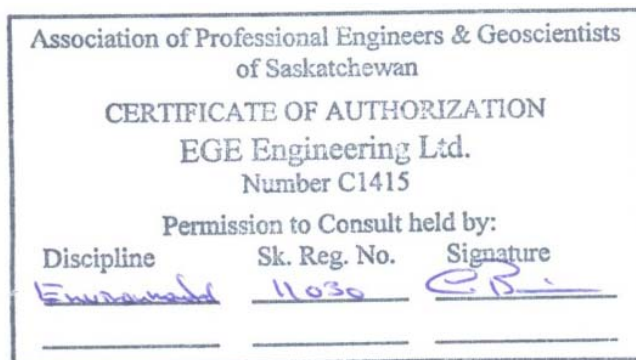 Association of Professional Engineers & Geoscientists
of Saskatchewan
CERTIFICATE OF AUTHORIZATION
EGE Engineering Ltd.
Number C1415
Permission to Consult held by:
Discipline Sk. Reg. No. Signature
Environmental 11030